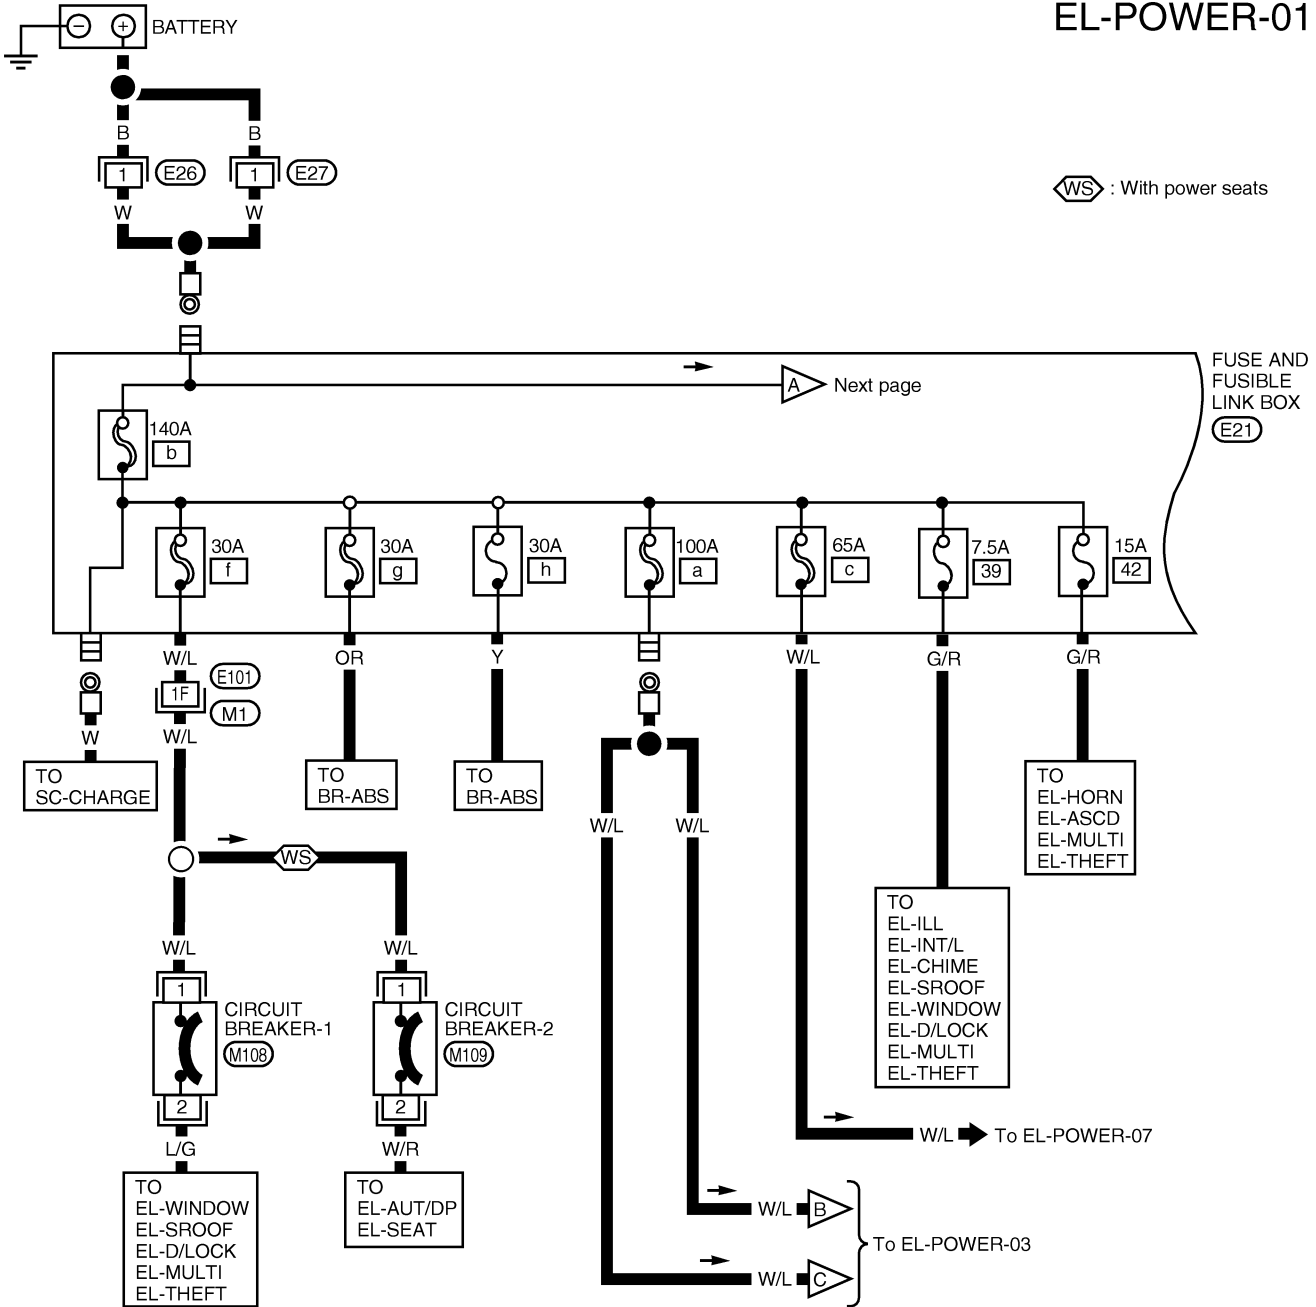 EL-POWER-01
− + BATTERY
B B
1 E26 1 E27
W W
WS : With power seats
FUSE AND
FUSIBLE
LINK BOX
E21
A Next page
140A
b
30A 30A 30A 100A 65A 7.5A 15A
f g h a c 39 42
W/L OR Y W/L G/R G/R
E101
1F
M1
W W/L
TO
SC-CHARGE
TO
BR-ABS
TO
BR-ABS
TO
EL-HORN
EL-ASCD
EL-MULTI
EL-THEFT
W/L W/L
WS
TO
EL-ILL
EL-INT/L
EL-CHIME
EL-SROOF
EL-WINDOW
EL-D/LOCK
EL-MULTI
EL-THEFT
W/L W/L
1
CIRCUIT
BREAKER-1
M108
2
1
CIRCUIT
BREAKER-2
M109
2
L/G W/R
TO
EL-WINDOW
EL-SROOF
EL-D/LOCK
EL-MULTI
EL-THEFT
TO
EL-AUT/DP
EL-SEAT
W/L To EL-POWER-07
W/L B
To EL-POWER-03
W/L C